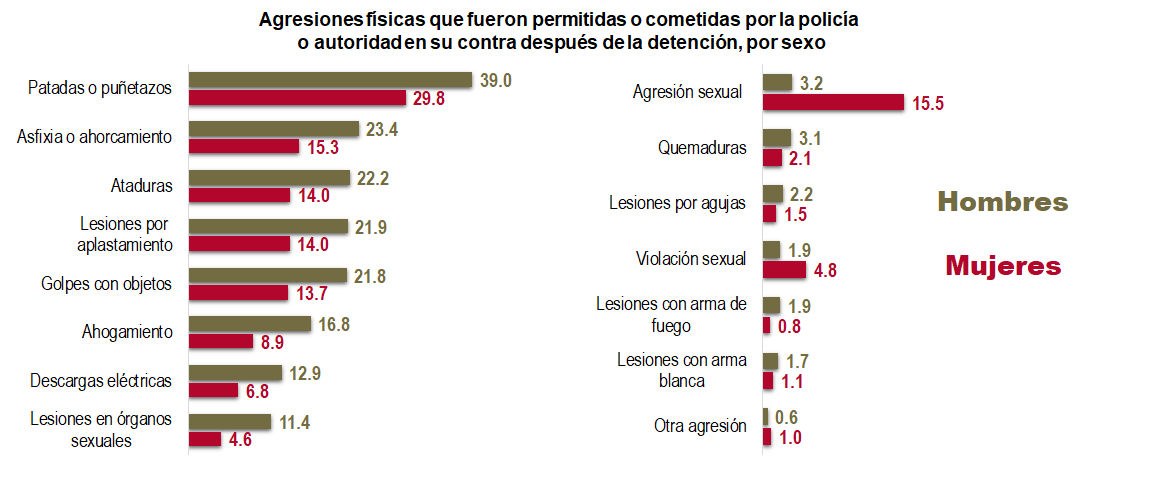 Agresiones físicas que fueron permitidas o cometidas por la policía
o autoridad en su contra después de la detención, por sexo
Patadas o puñetazos
39.0
29.8
Asfixia o ahorcamiento
23.4
15.3
Ataduras
22.2
14.0
Lesiones por
aplastamiento
21.9
14.0
Golpes con objetos
21.8
13.7
Ahogamiento
16.8
8.9
Descargas eléctricas
12.9
6.8
Lesiones en órganos
sexuales
11.4
4.6
Agresión sexual
3.2
15.5
Quemaduras
3.1
2.1
Lesiones por agujas
2.2
1.5
Violación sexual
1.9
4.8
Lesiones con arma de
fuego
1.9
0.8
Lesiones con arma
blanca
1.7
1.1
Otra agresión
0.6
1.0
Hombres
Mujeres